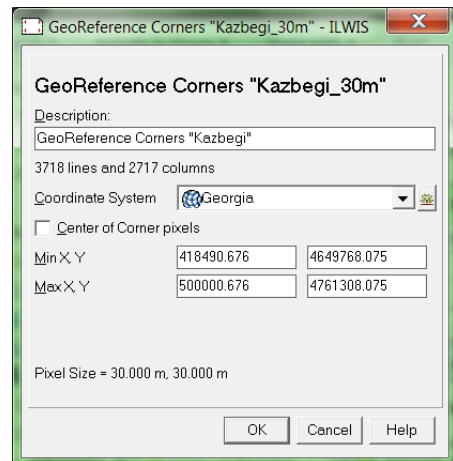 GeoReference Corners "Kazbegi_30m" - ILWIS
GeoReference Corners "Kazbegi_30m"
Description:
GeoReference Corners "Kazbegi"
3718 lines and 2717 columns
Coordinate System Georgia
Center of Corner pixels
Min X, Y 418490.676 4649768.075
Max X, Y 500000.676 4761308.075
Pixel Size = 30.000 m, 30.000 m
OK Cancel Help